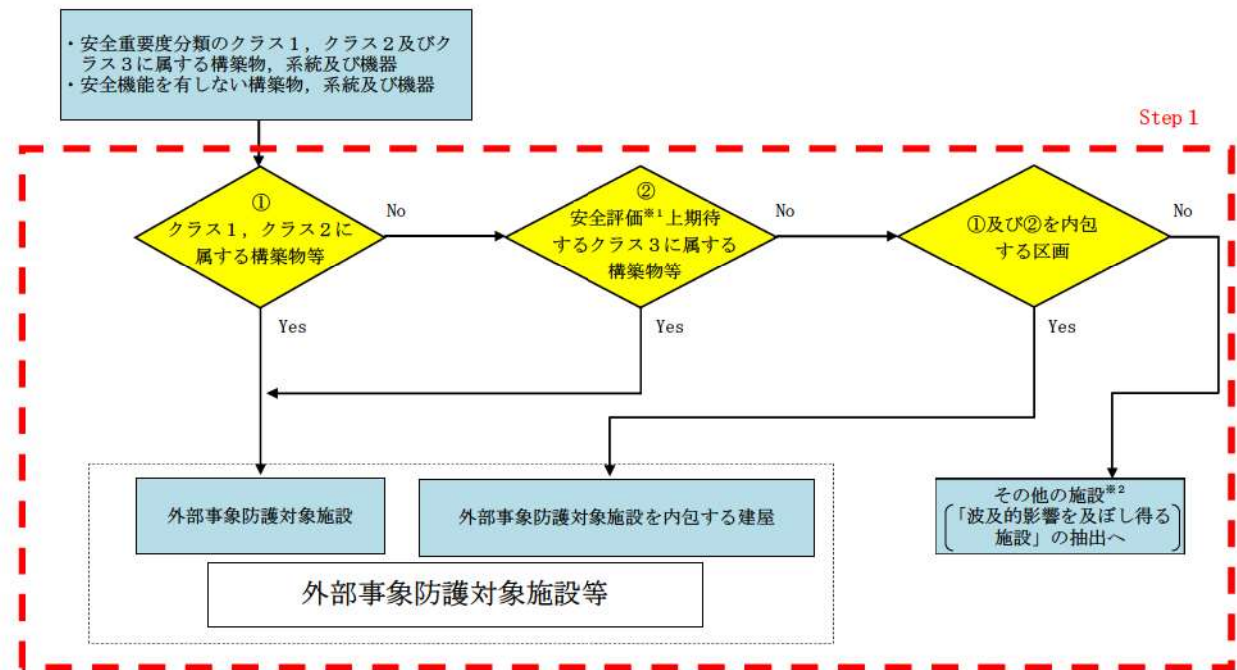 ・安全重要度分類のクラス１，クラス２及びク
ラス３に属する構築物，系統及び機器
・安全機能を有しない構築物，系統及び機器
Step 1
①
クラス１，クラス２に
属する構築物等
No
②
安全評価※１上期待
するクラス３に属する
構築物等
No
①及び②を内包
する区画
No
Yes
Yes
Yes
外部事象防護対象施設
外部事象防護対象施設を内包する建屋
その他の施設※２
「波及的影響を及ぼし得る
施設」の抽出へ
外部事象防護対象施設等